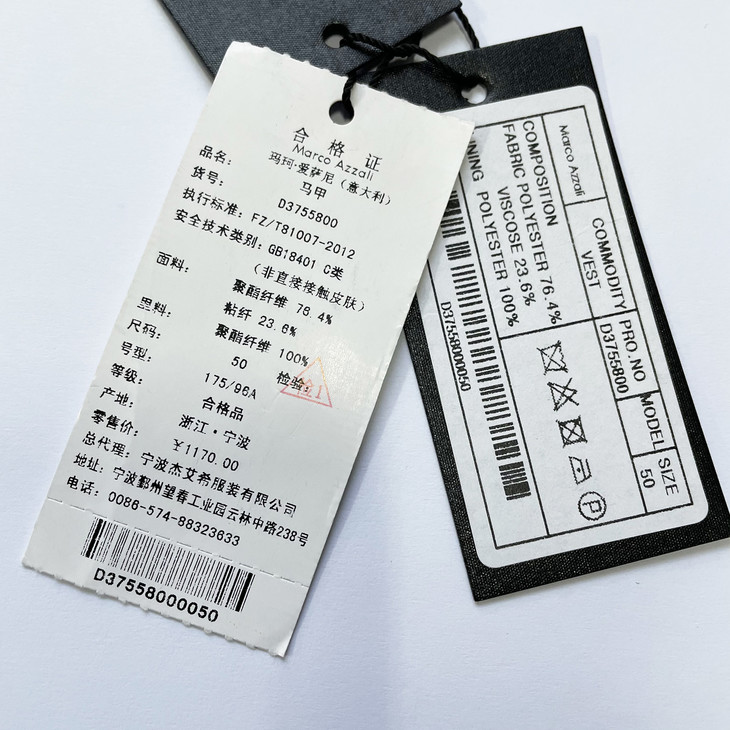 合格证
Marco Azzali
品名: 玛珂·爱萨尼(意大利)
马甲
货号: D3755800
执行标准: FZ/T81007-2012
安全技术类别: GB18401 C类
(非直接接触皮肤)
面料: 聚酯纤维 76.4%
粘纤 23.6%
里料: 聚酯纤维 100%
尺码: 50
号型: 175/96A
等级: 合格品
检验:
检1
产地: 浙江·宁波
零售价: ¥1170.00
总代理: 宁波杰艾希服装有限公司
地址: 宁波鄞州望春工业园云林中路238号
电话: 0086-574-88323633
D37558000050
Marco Azzali
COMMODITY PRO.NO MODEL SIZE
VEST D3755800 50
COMPOSITION
FABRIC POLYESTER 76.4%
VISCOSE 23.6%
POLYESTER 100%
P
D37558000050